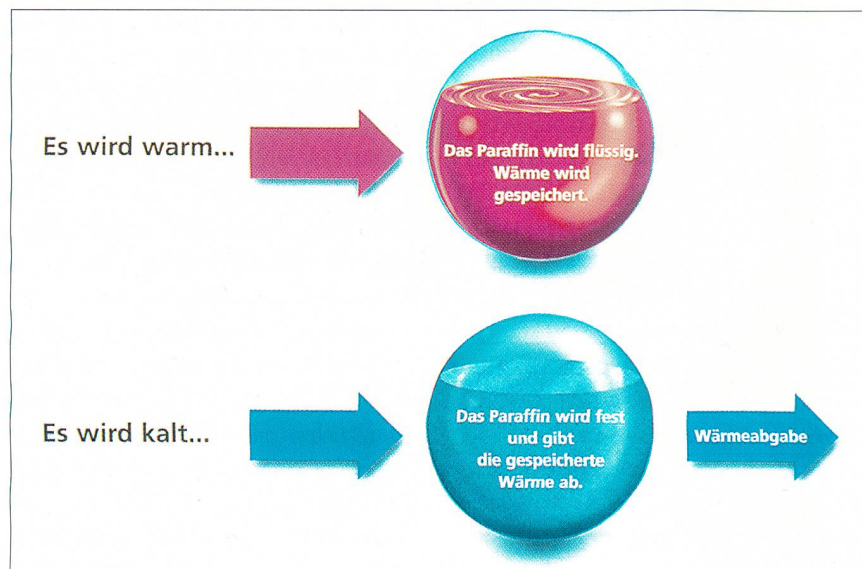 Es wird warm...
Das Paraffin wird flüssig.
Wärme wird
gespeichert.
Es wird kalt...
Das Paraffin wird fest
und gibt
die gespeicherte
Wärme ab.
Wärmeabgabe